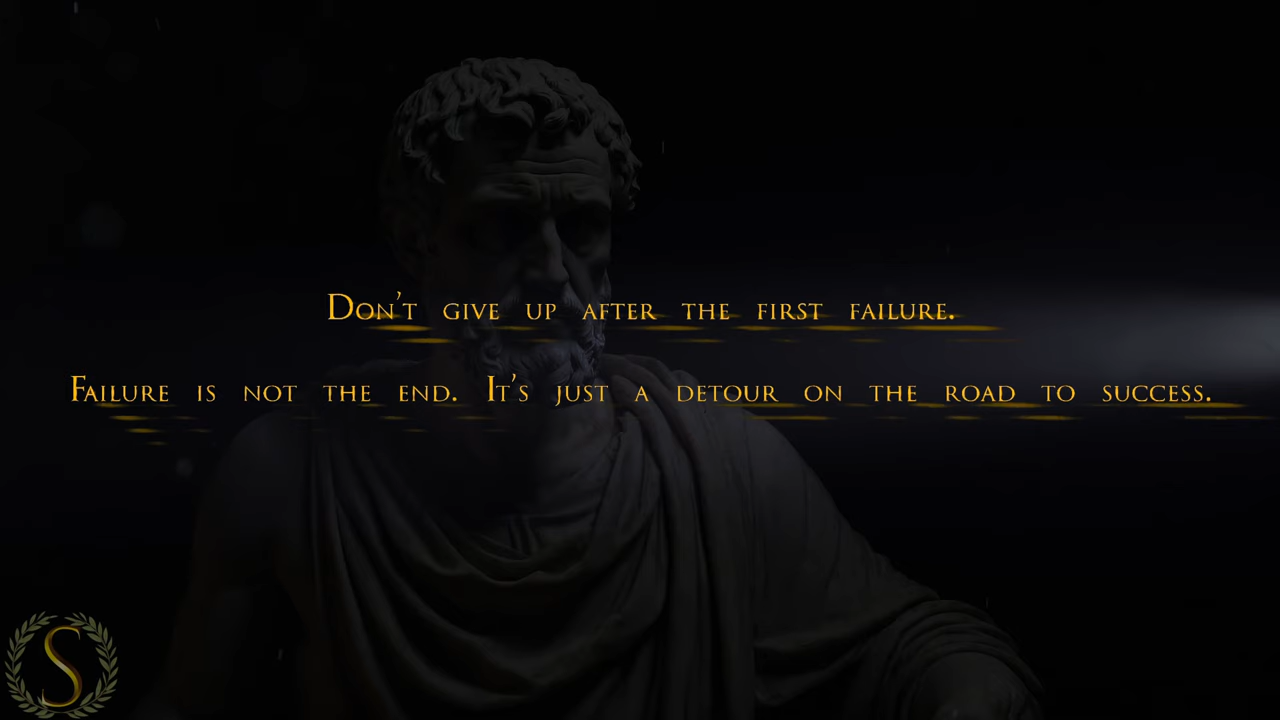 Don't give up after the first failure.
Failure is not the end. It's just a detour on the road to success.
S